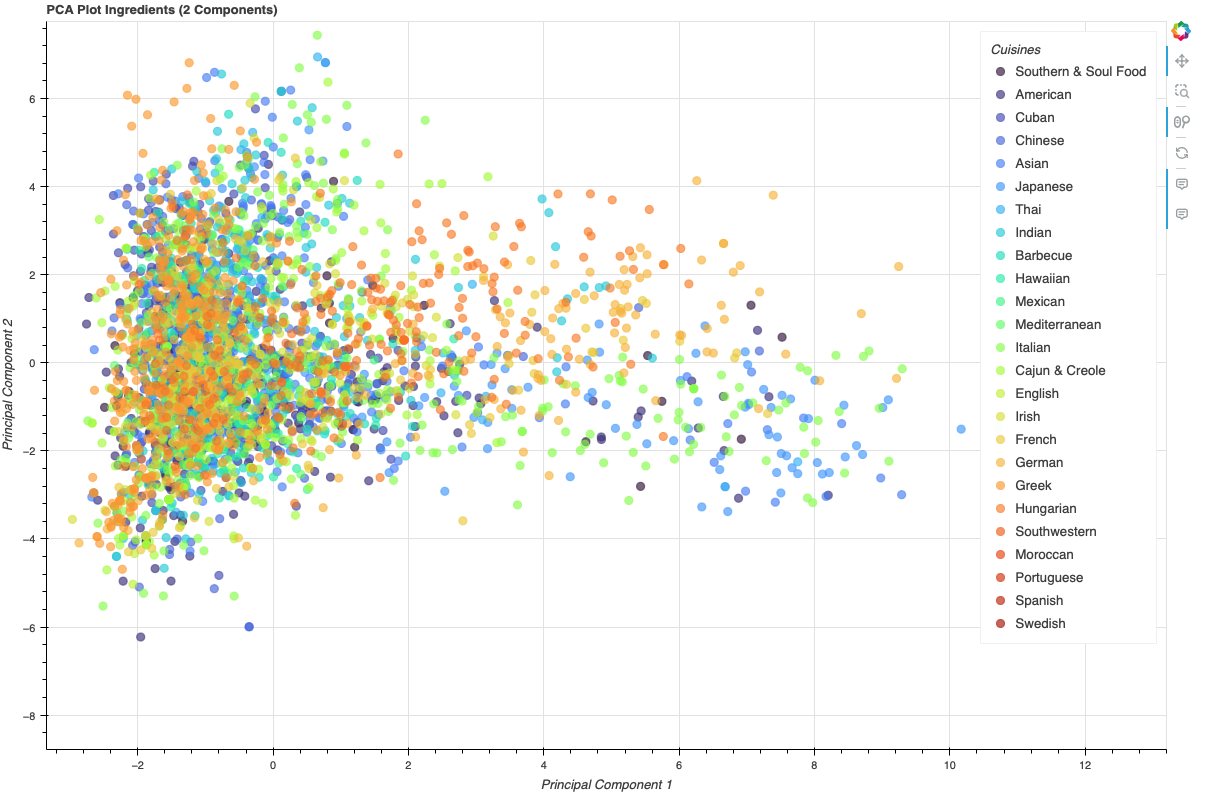 PCA Plot Ingredients (2 Components)
Cuisines
Southern & Soul Food
American
Cuban
Chinese
Asian
Japanese
Thai
Indian
Barbecue
Hawaiian
Mexican
Mediterranean
Italian
Cajun & Creole
English
Irish
French
German
Greek
Hungarian
Southwestern
Moroccan
Portuguese
Spanish
Swedish
Principal Component 2
6
4
2
0
−2
−4
−6
−8
−2
0
2
4
6
8
10
12
Principal Component 1